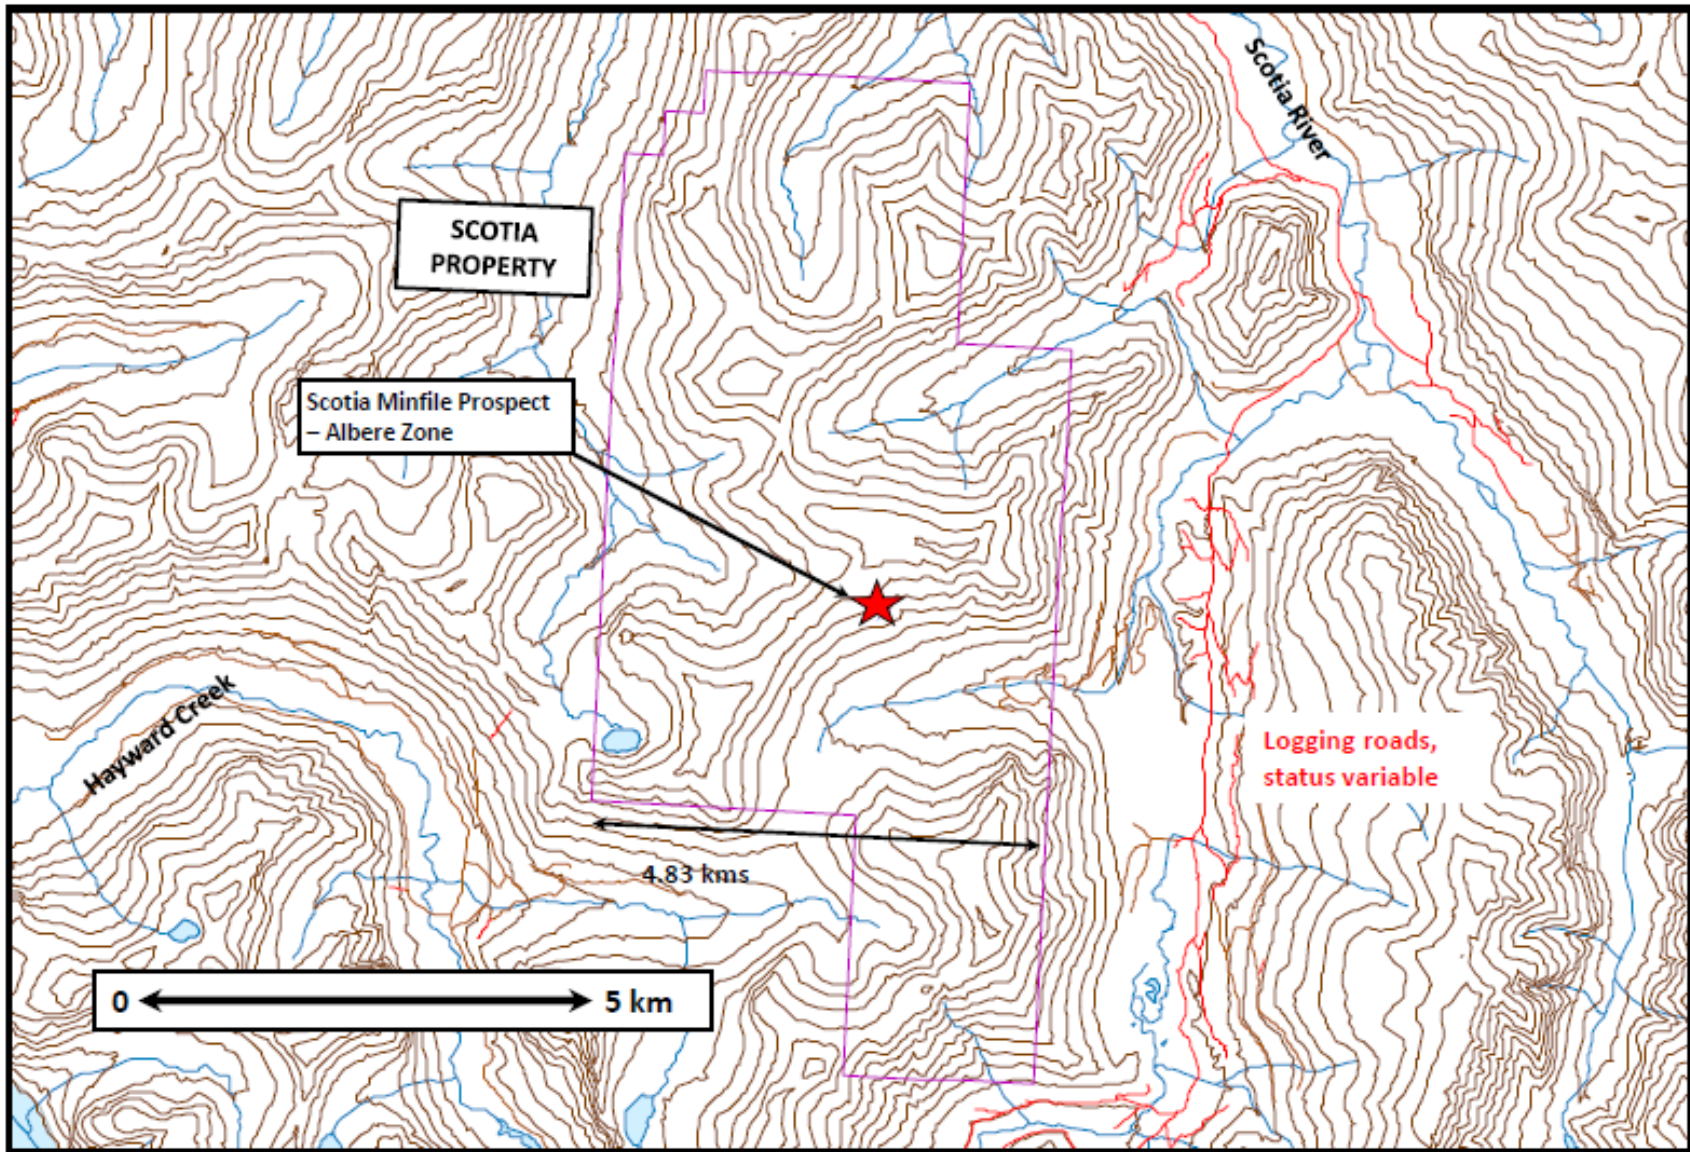 Scotia River
SCOTIA
PROPERTY
Scotia Minfile Prospect
– Albere Zone
Hayward Creek
Logging roads,
status variable
4.83 kms
0 5 km